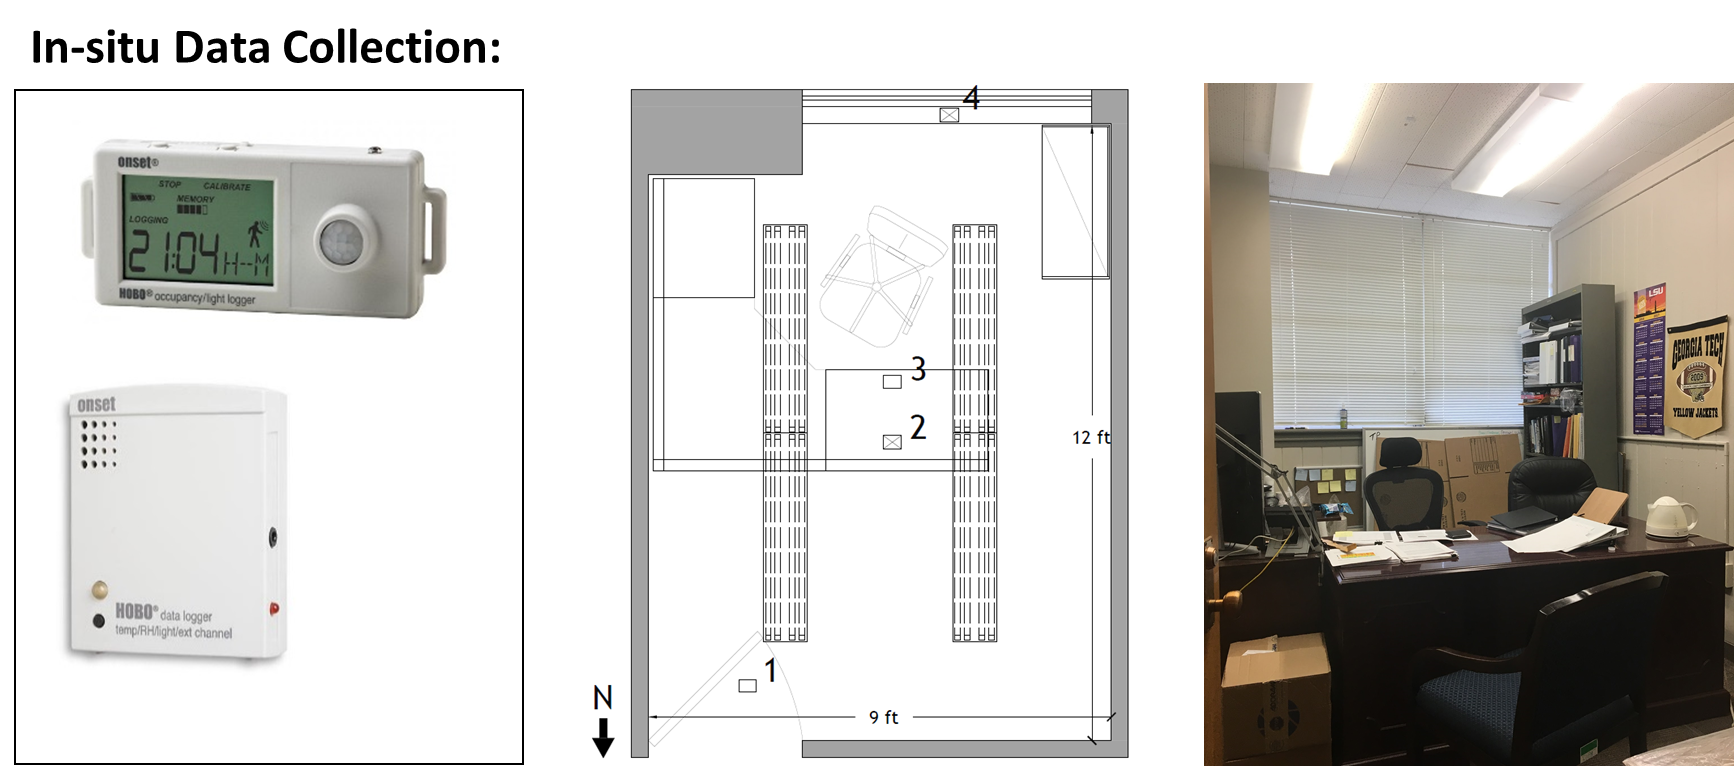 In-situ Data Collection:
onset®
STOP CALIBRATE
MEMORY
LOGGING
21:04 H-M
HOBO® occupancy/light logger
onset
HOBO® data logger
temp/RH/light/ext channel
4
3
2
12 ft
1
N
9 ft
LSU
GEORGIA TECH
2009
YELLOW JACKETS